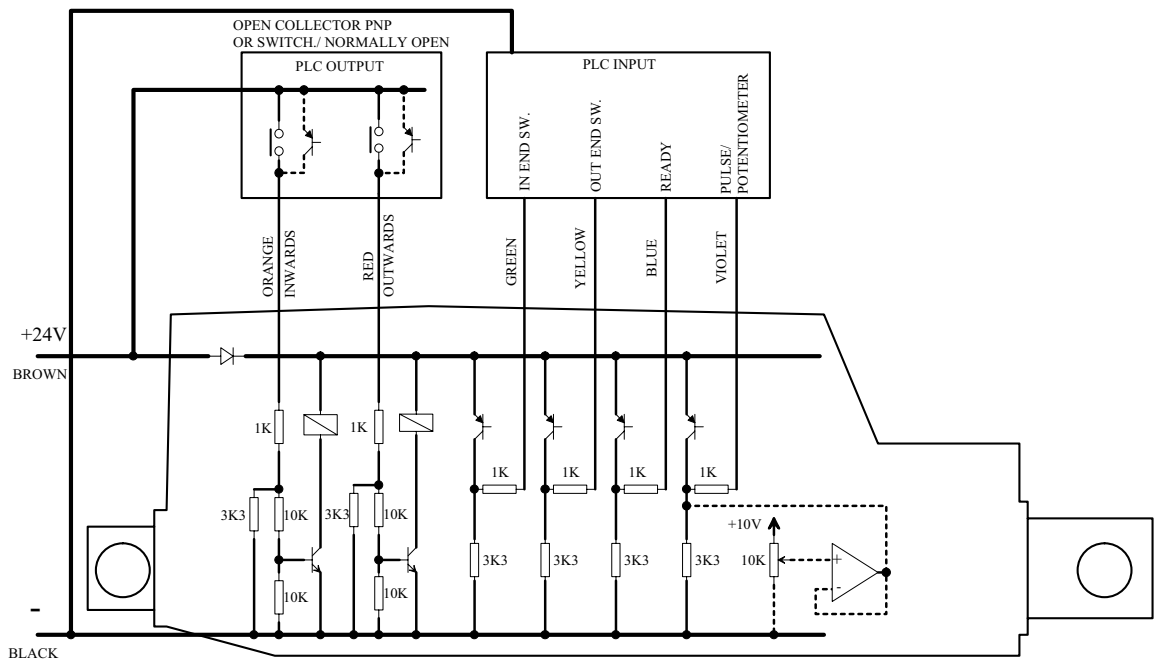 OPEN COLLECTOR PNP
OR SWITCH./ NORMALLY OPEN
PLC OUTPUT
PLC INPUT
IN END SW.
OUT END SW.
READY
PULSE/
POTENTIOMETER
ORANGE
INWARDS
RED
OUTWARDS
GREEN
YELLOW
BLUE
VIOLET
+24V
BROWN
1K
1K
1K
1K
1K
1K
3K3
10K
3K3
10K
+10V
3K3
3K3
3K3
3K3
10K
+
-
10K
10K
-
BLACK